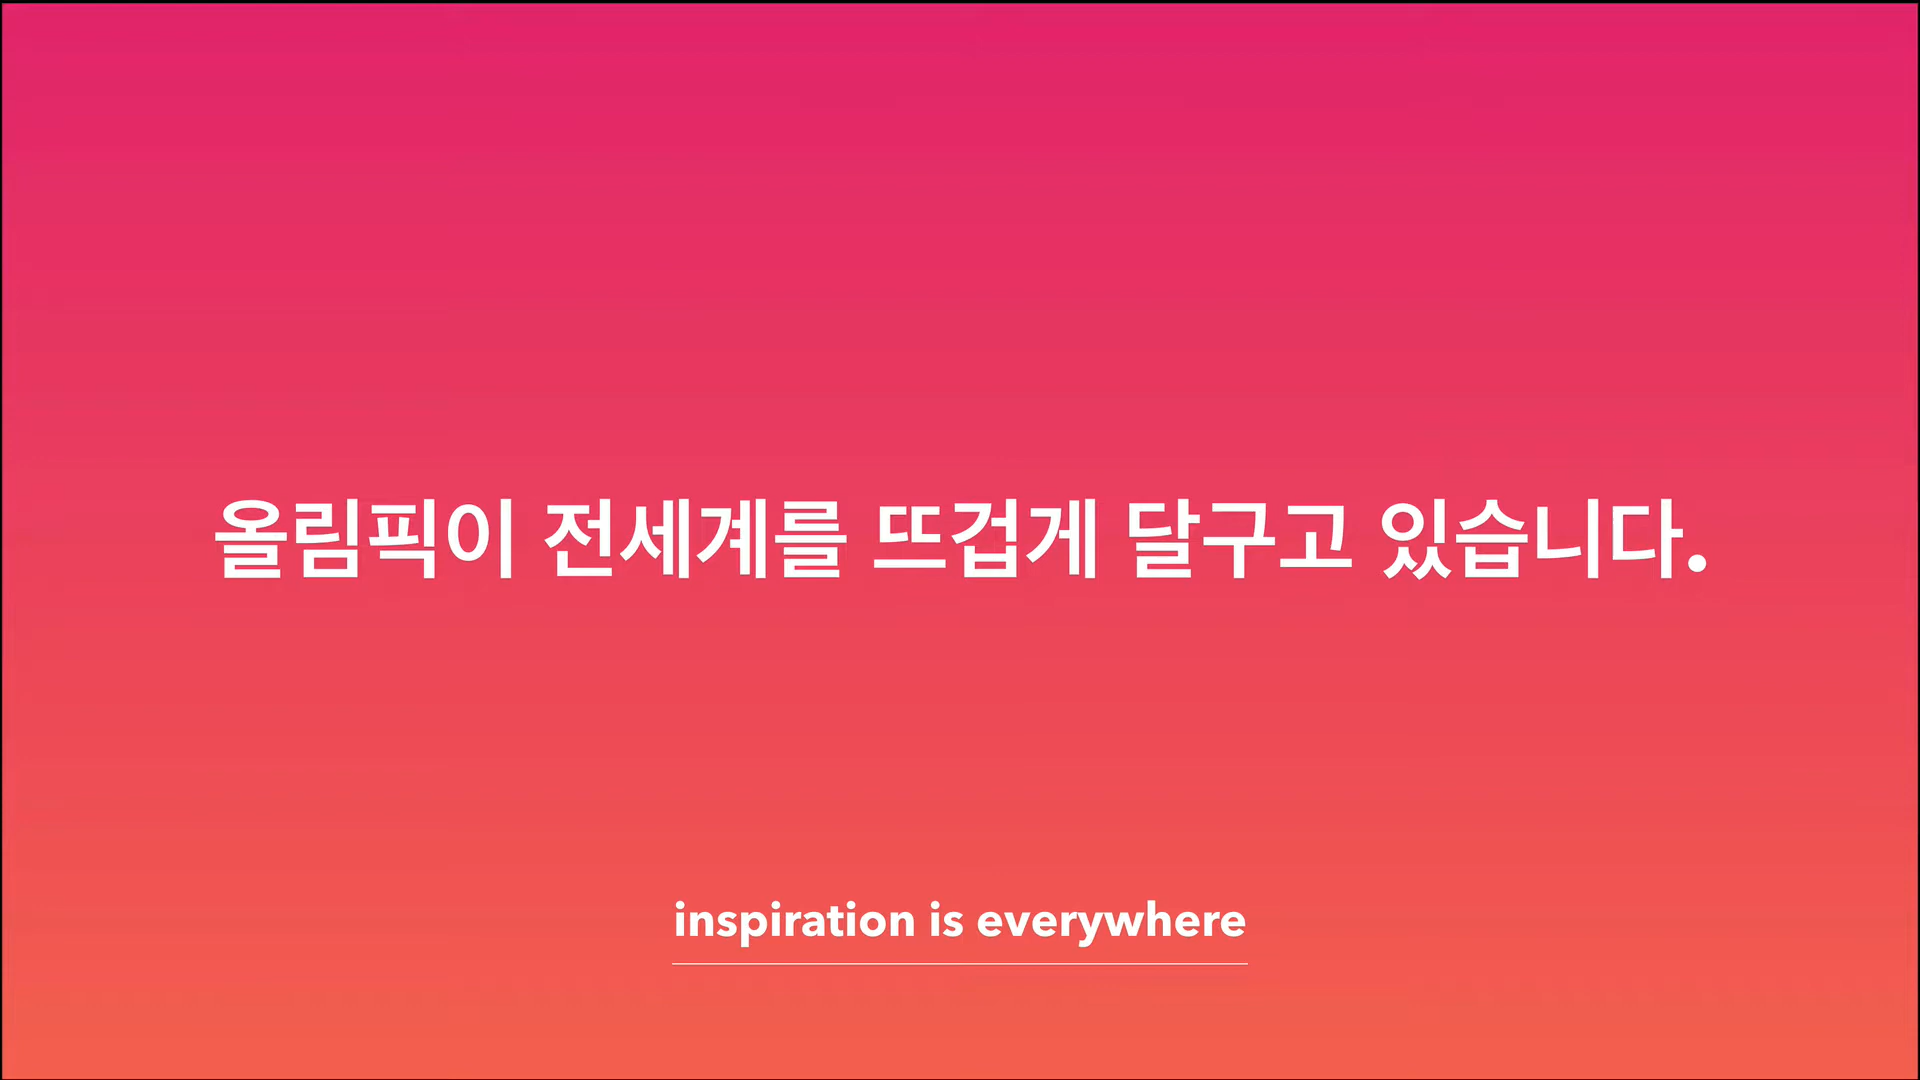 올림픽이 전세계를 뜨겁게 달구고 있습니다.
inspiration is everywhere